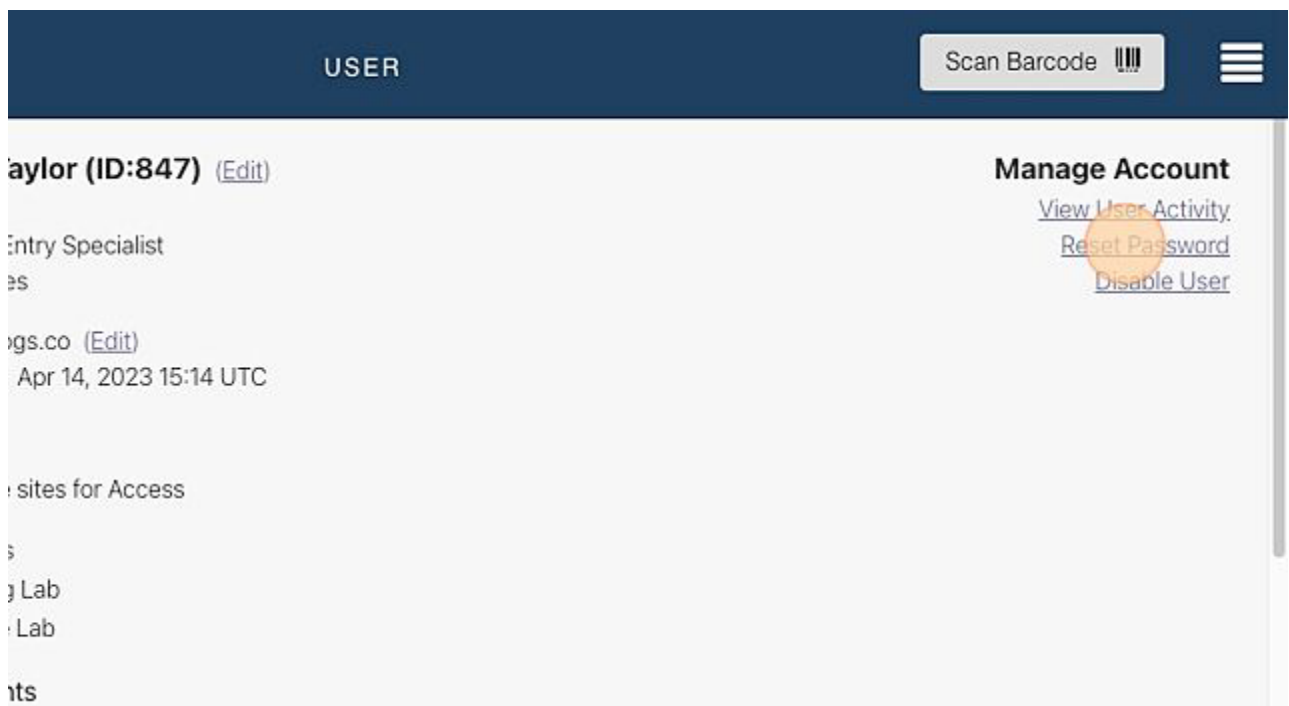 USER
Scan Barcode
aylor (ID:847) (Edit)
Manage Account
View User Activity
Entry Specialist
Reset Password
es
Disable User
ogs.co (Edit)
Apr 14, 2023 15:14 UTC
sites for Access
s
g Lab
Lab
nts